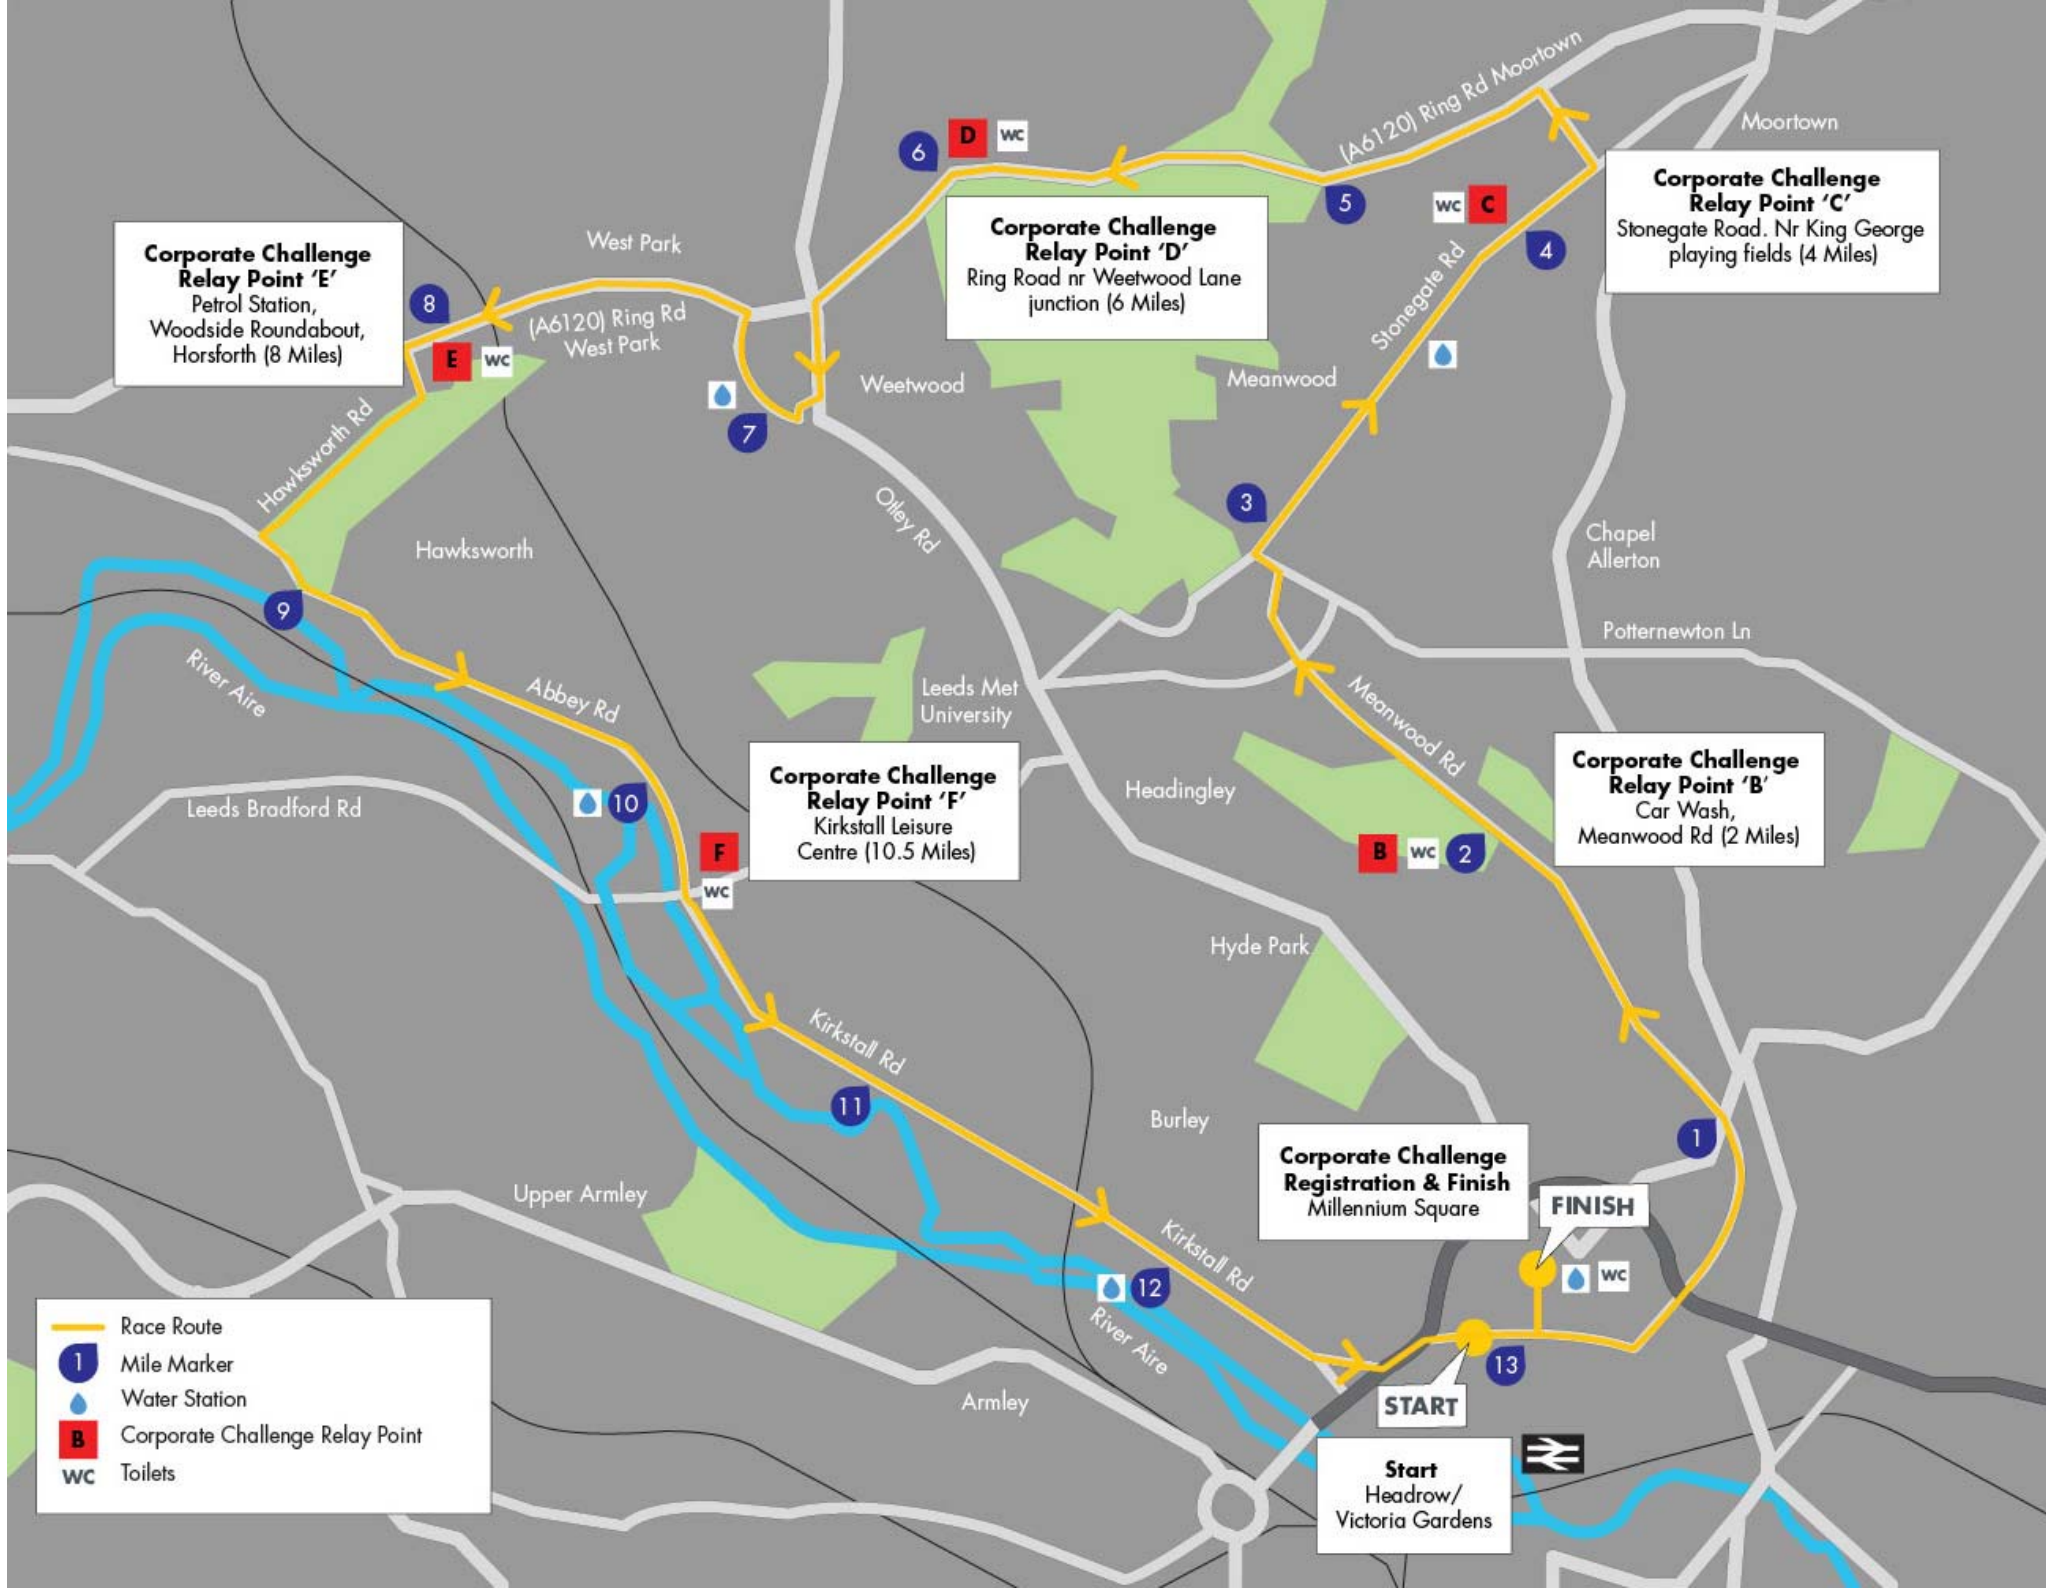 (A6120) Ring Rd Moortown
Moortown
6
D
WC
5
WC
C
4
Corporate Challenge
Relay Point ‘C’
Stonegate Road. Nr King George
playing fields (4 Miles)
Corporate Challenge
Relay Point ‘D’
Ring Road nr Weetwood Lane
junction (6 Miles)
Corporate Challenge
Relay Point ‘E’
Petrol Station,
Woodside Roundabout,
Horsforth (8 Miles)
West Park
8
(A6120) Ring Rd
West Park
E
WC
Stonegate Rd
Weetwood
Meanwood
7
Hawksworth Rd
Otley Rd
3
Hawksworth
Chapel
Allerton
9
Potternewton Ln
River Aire
Abbey Rd
Leeds Met
University
Meanwood Rd
Corporate Challenge
Relay Point ‘B’
Car Wash,
Meanwood Rd (2 Miles)
Corporate Challenge
Relay Point ‘F’
Kirkstall Leisure
Centre (10.5 Miles)
Headingley
Leeds Bradford Rd
10
F
WC
B
WC
2
Hyde Park
Kirkstall Rd
11
Burley
1
Corporate Challenge
Registration & Finish
Millennium Square
FINISH
Upper Armley
Kirkstall Rd
WC
12
River Aire
13
START
Armley
Start
Headrow/
Victoria Gardens
Race Route
1
Mile Marker
Water Station
B
Corporate Challenge Relay Point
WC
Toilets